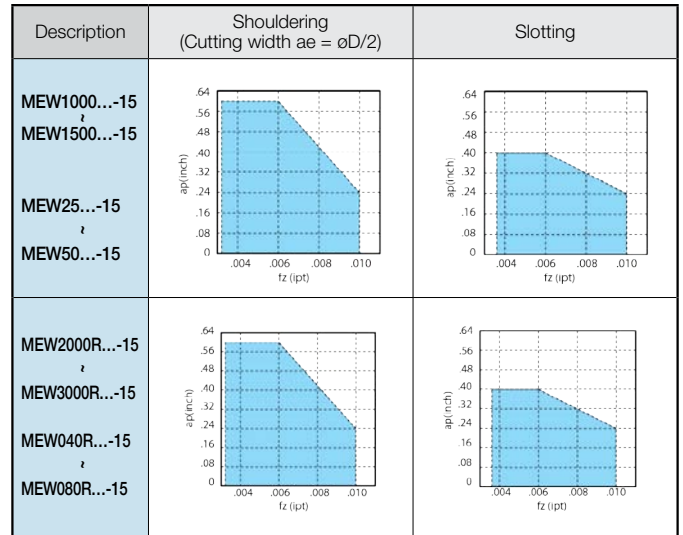 Description
Shouldering
(Cutting width ae = øD/2)
Slotting
MEW1000...-15
~
MEW1500...-15
MEW25...-15
~
MEW50...-15
ap(inch)
.64
.56
.48
.40
.32
.24
.16
.08
0
.004 .006 .008 .010
fz (ipt)
ap(inch)
.64
.56
.48
.40
.32
.24
.16
.08
0
.004 .006 .008 .010
fz (ipt)
MEW2000R...-15
~
MEW3000R...-15
MEW040R...-15
~
MEW080R...-15
ap(inch)
.64
.56
.48
.40
.32
.24
.16
.08
0
.004 .006 .008 .010
fz (ipt)
ap(inch)
.64
.56
.48
.40
.32
.24
.16
.08
0
.004 .006 .008 .010
fz (ipt)